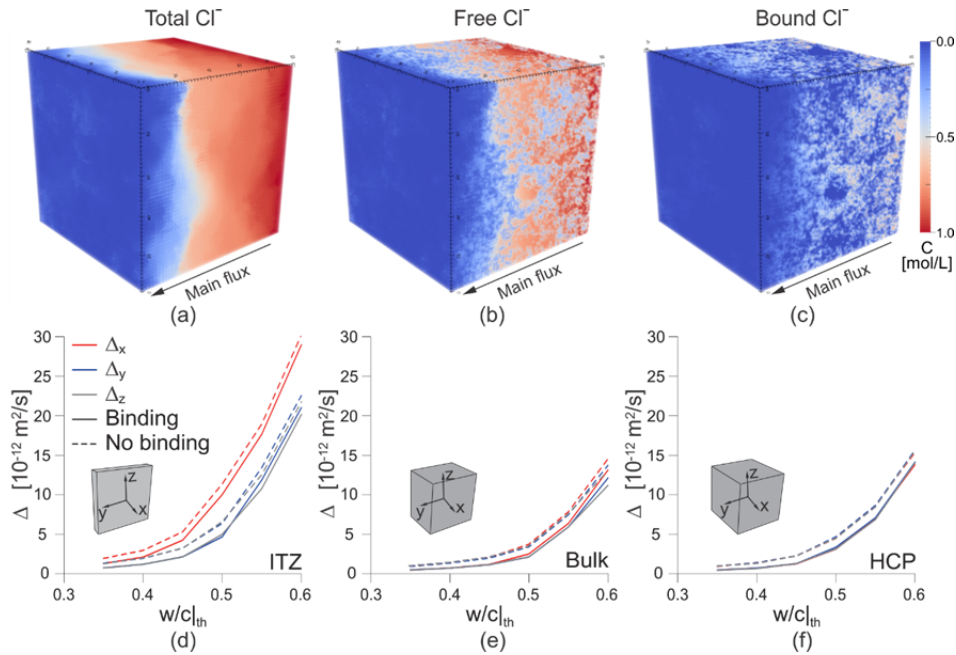 Total Cl⁻
Free Cl⁻
Bound Cl⁻
0.0
0.5
1.0
C
[mol/L]
Main flux
Main flux
Main flux
(a)
(b)
(c)
30
25
20
15
10
5
0
Δ [10⁻¹² m²/s]
Δx
Δy
Δz
Binding
No binding
z
y
x
ITZ
0.3
0.4
0.5
0.6
w/c|th
(d)
30
25
20
15
10
5
0
Δ [10⁻¹² m²/s]
z
y
x
Bulk
0.3
0.4
0.5
0.6
w/c|th
(e)
30
25
20
15
10
5
0
Δ [10⁻¹² m²/s]
z
y
x
HCP
0.3
0.4
0.5
0.6
w/c|th
(f)